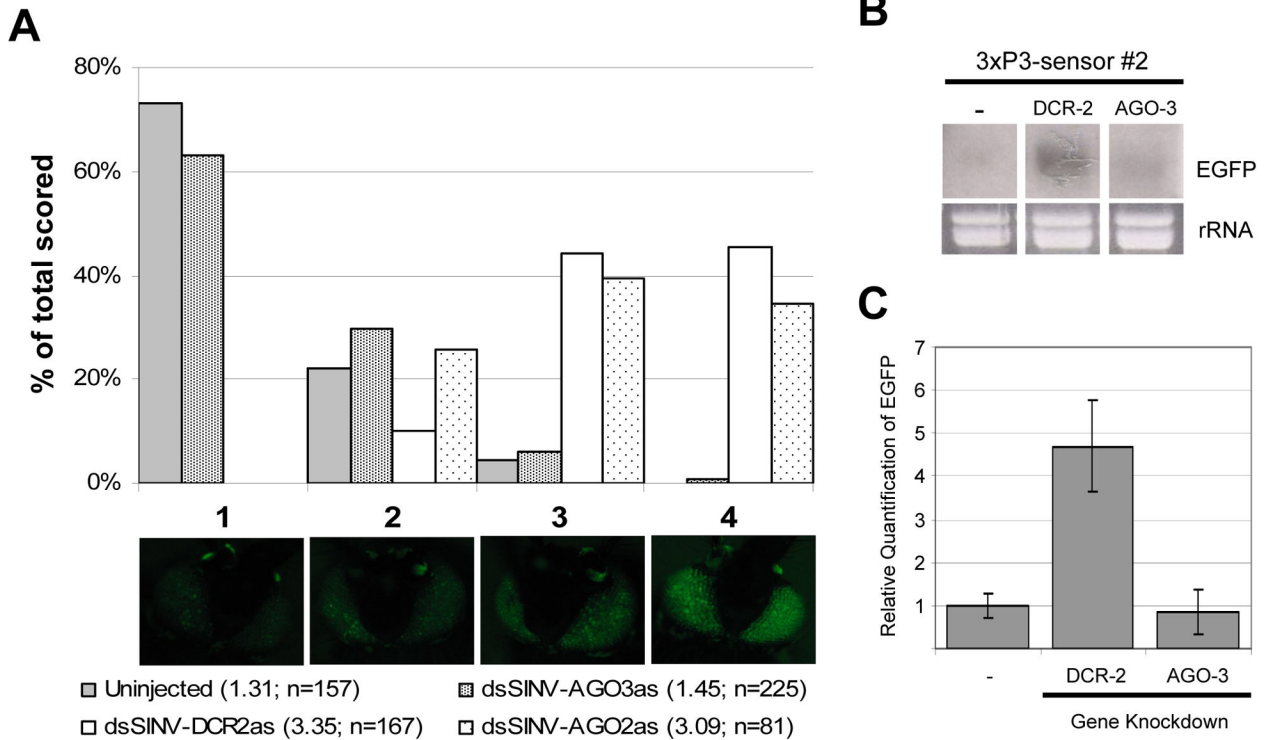 A
80%
60%
40%
20%
0%
% of total scored
1 2 3 4
Uninjected (1.31; n=157)
dsSINV-AGO3as (1.45; n=225)
dsSINV-DCR2as (3.35; n=167)
dsSINV-AGO2as (3.09; n=81)
B
3xP3-sensor #2
- DCR-2 AGO-3
EGFP
rRNA
C
Relative Quantification of EGFP
7
6
5
4
3
2
1
- DCR-2 AGO-3
Gene Knockdown